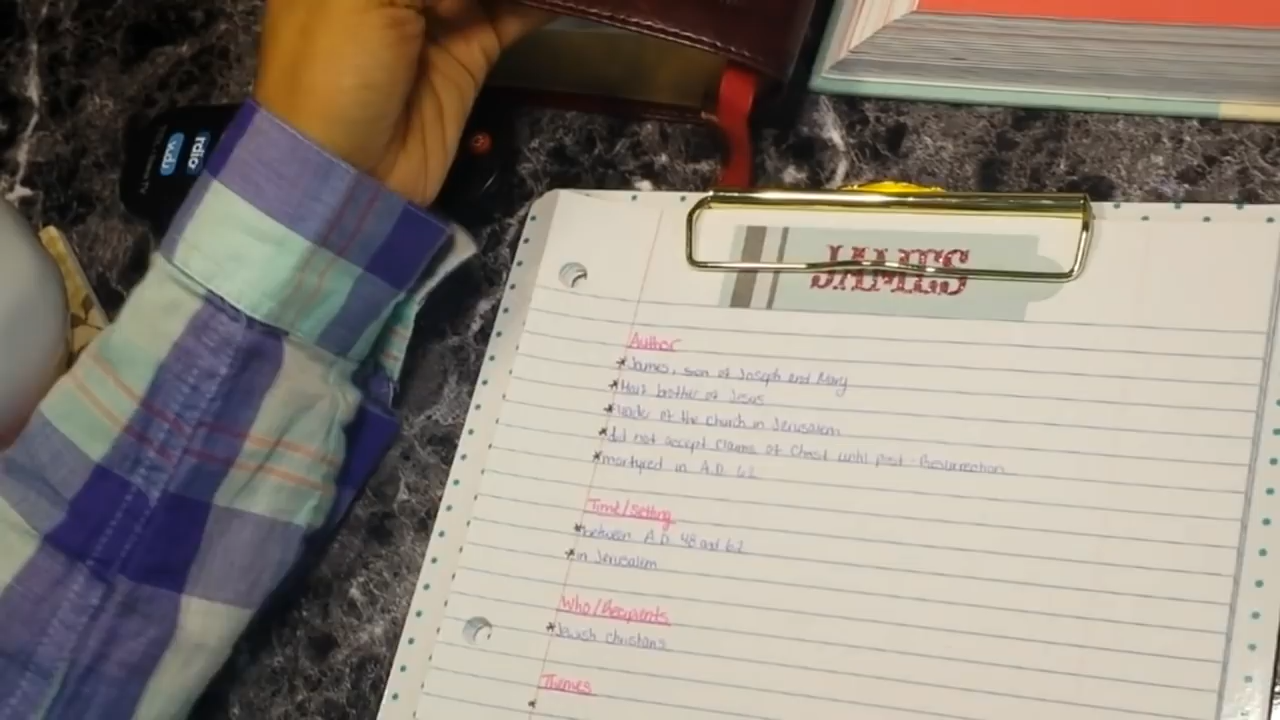 JAMES
Author
*James, son of Joseph and Mary
*Half brother of Jesus
*leader of the church in Jerusalem
*did not accept claims of Christ until post-Resurrection
*martyred in A.D. 62
Time/Setting
*between A.D. 48 and 62
*in Jerusalem
Who/Recipients
*Jewish Christians
Themes
*
rdio
vdio